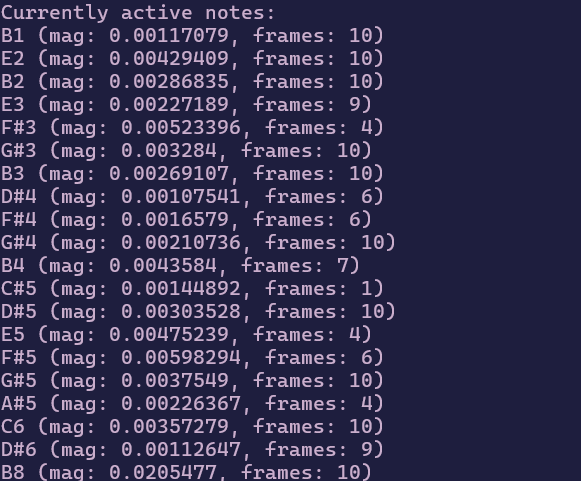 Currently active notes:
B1 (mag: 0.00117079, frames: 10)
E2 (mag: 0.00429409, frames: 10)
B2 (mag: 0.00286835, frames: 10)
E3 (mag: 0.00227189, frames: 9)
F#3 (mag: 0.00523396, frames: 4)
G#3 (mag: 0.003284, frames: 10)
B3 (mag: 0.00269107, frames: 10)
D#4 (mag: 0.00107541, frames: 6)
F#4 (mag: 0.0016579, frames: 6)
G#4 (mag: 0.00210736, frames: 10)
B4 (mag: 0.0043584, frames: 7)
C#5 (mag: 0.00144892, frames: 1)
D#5 (mag: 0.00303528, frames: 10)
E5 (mag: 0.00475239, frames: 4)
F#5 (mag: 0.00598294, frames: 6)
G#5 (mag: 0.0037549, frames: 10)
A#5 (mag: 0.00226367, frames: 4)
C6 (mag: 0.00357279, frames: 10)
D#6 (mag: 0.00112647, frames: 9)
B8 (mag: 0.0205477, frames: 10)